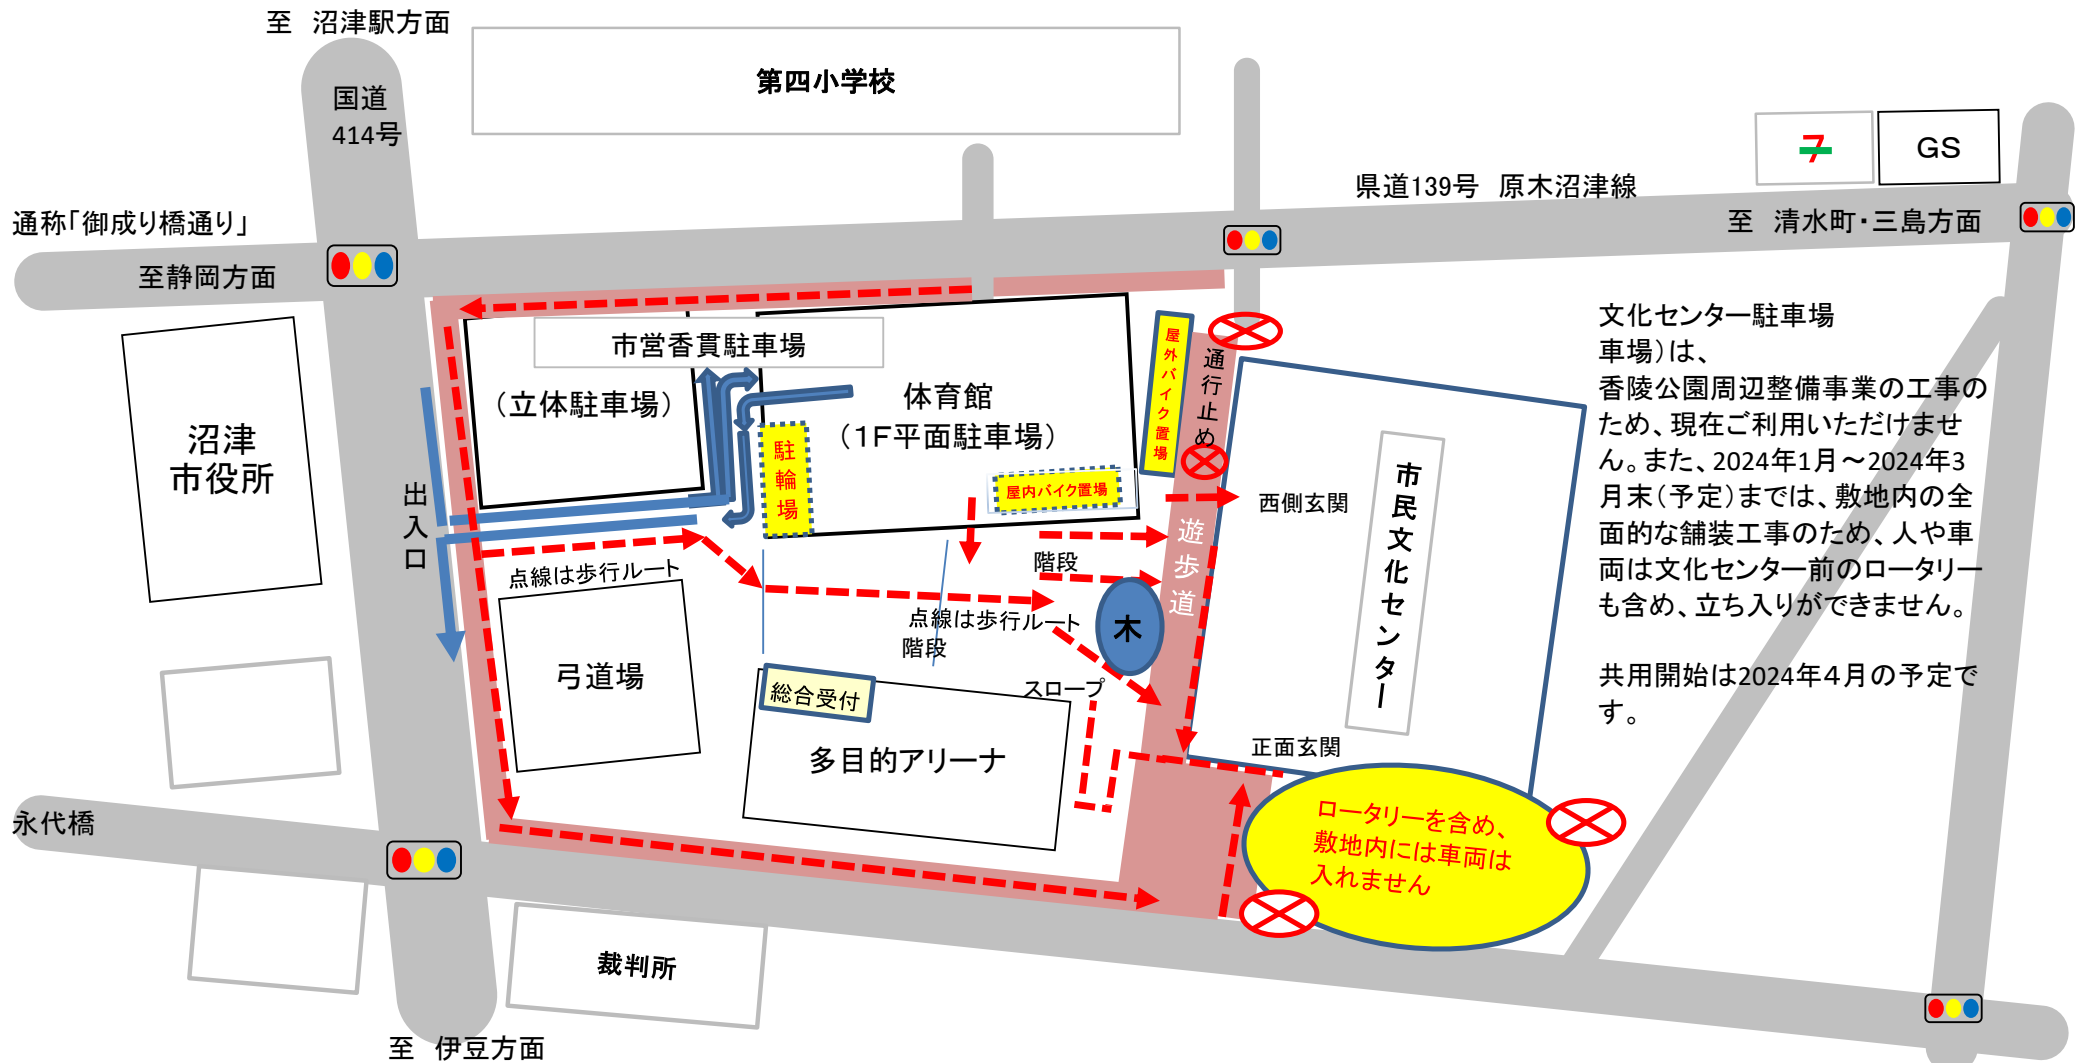 至　沼津駅方面
国道
414号
第四小学校
7
GS
県道139号　原木沼津線
至　清水町・三島方面
通称「御成り橋通り」
至静岡方面
市営香貫駐車場
（立体駐車場）
体育館
（１Ｆ平面駐車場）
屋外バイク置場
通行止め
沼津
市役所
出入口
駐輪場
屋内バイク置場
西側玄関
市民文化センター
文化センター駐車場
車場）は、
香陵公園周辺整備事業の工事の
ため、現在ご利用いただけませ
ん。また、2024年1月～2024年3
月末（予定）までは、敷地内の全
面的な舗装工事のため、人や車
両は文化センター前のロータリー
も含め、立ち入りができません。
共用開始は2024年４月の予定で
す。
点線は歩行ルート
階段
遊歩道
点線は歩行ルート
階段
木
弓道場
総合受付
スロープ
多目的アリーナ
正面玄関
ロータリーを含め、
敷地内には車両は
入れません
永代橋
裁判所
至　伊豆方面